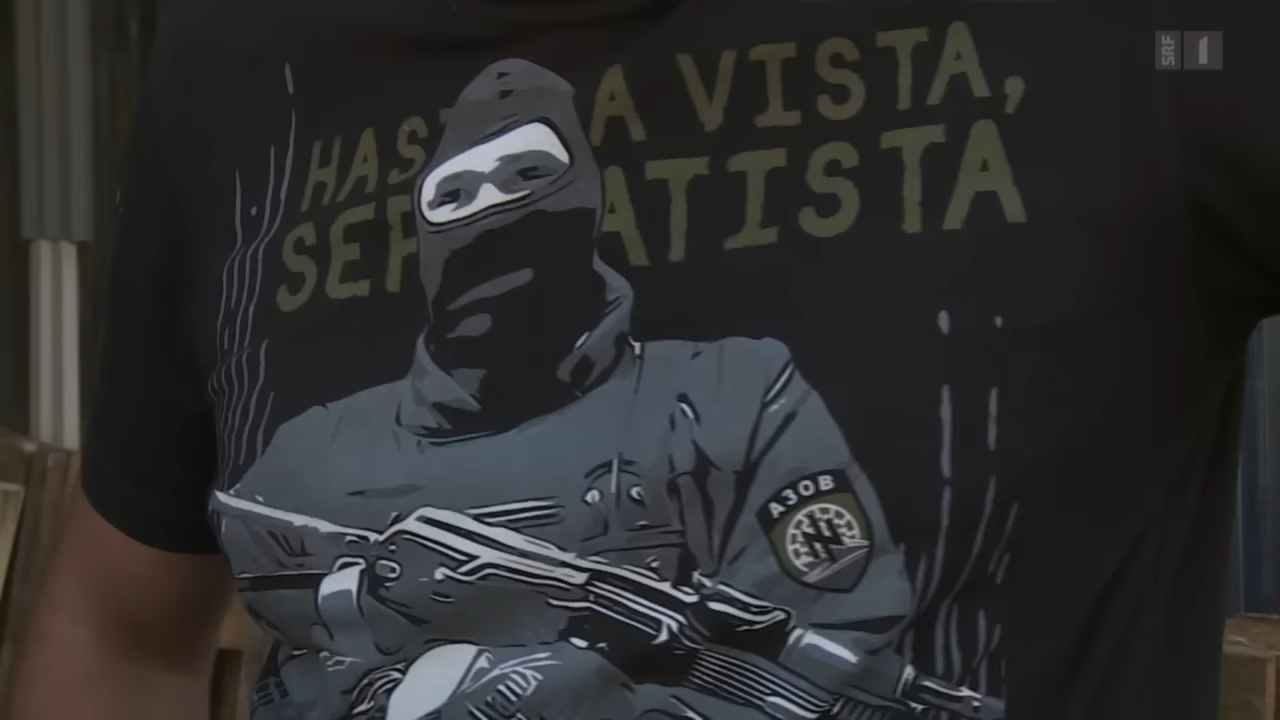 SRF 1
HAS A VISTA,
SEP ATISTA
АЗОВ